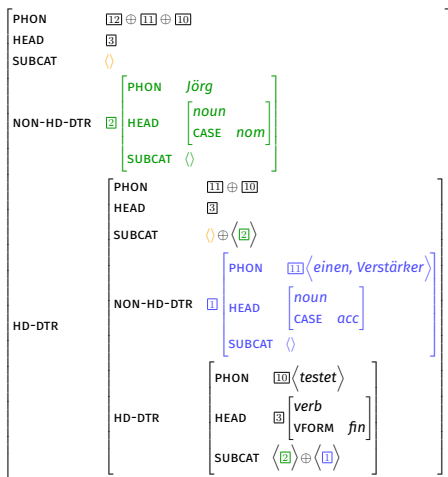 PHON 12 ⊕ 11 ⊕ 10
HEAD 3
SUBCAT ⟨⟩
PHON Jörg
noun
NON-HD-DTR 2 HEAD
CASE nom
SUBCAT ⟨⟩
PHON 11 ⊕ 10
HEAD 3
SUBCAT ⟨⟩ ⊕ ⟨2⟩
PHON 11 ⟨einen, Verstärker⟩
noun
NON-HD-DTR 1 HEAD
CASE acc
SUBCAT ⟨⟩
HD-DTR
PHON 10 ⟨testet⟩
verb
HD-DTR HEAD 3
VFORM fin
SUBCAT ⟨2⟩ ⊕ ⟨1⟩